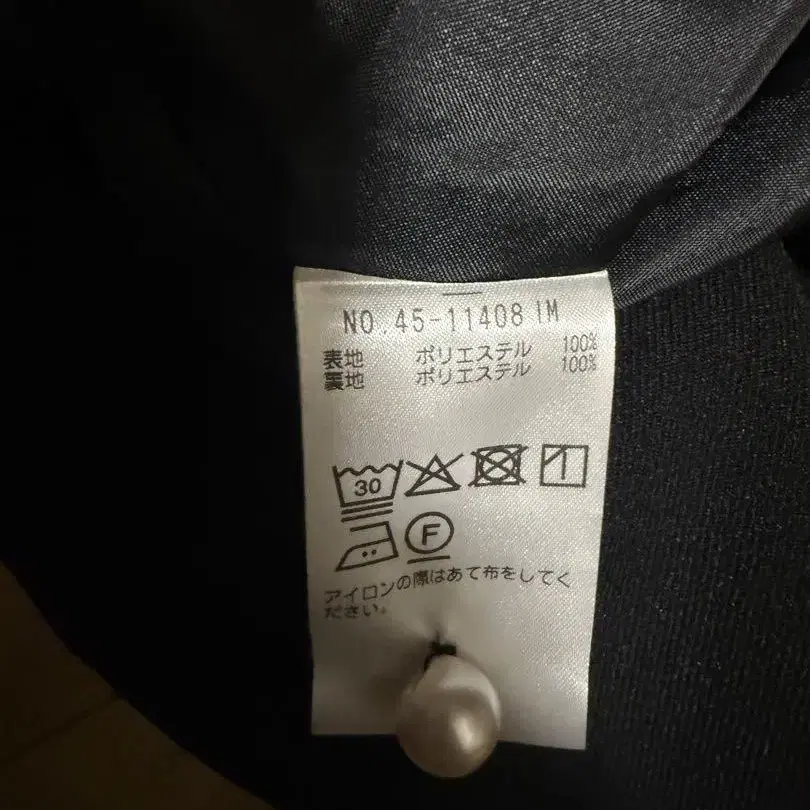 NO.45-11408 IM
表地 ポリエステル 100%
裏地 ポリエステル 100%
30
F
アイロンの際はあて布をしてく
ださい。